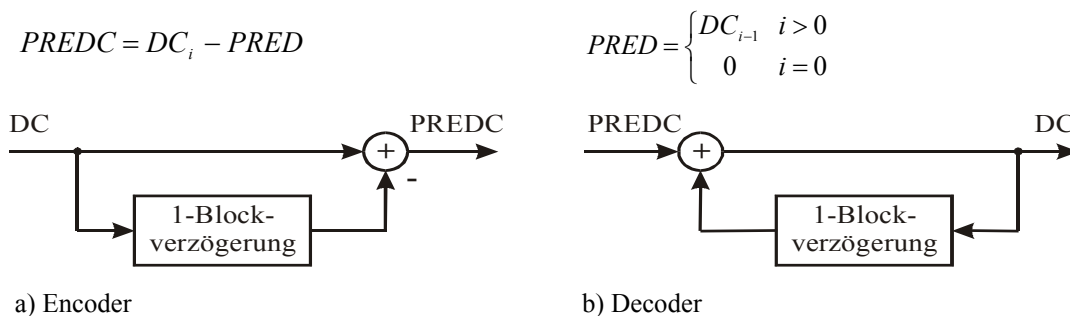 PREDC = DC_i − PRED
PRED = { DC_{i−1} i > 0
0 i = 0
DC
PREDC
+
-
1-Block-
verzögerung
a) Encoder
PREDC
DC
+
1-Block-
verzögerung
b) Decoder